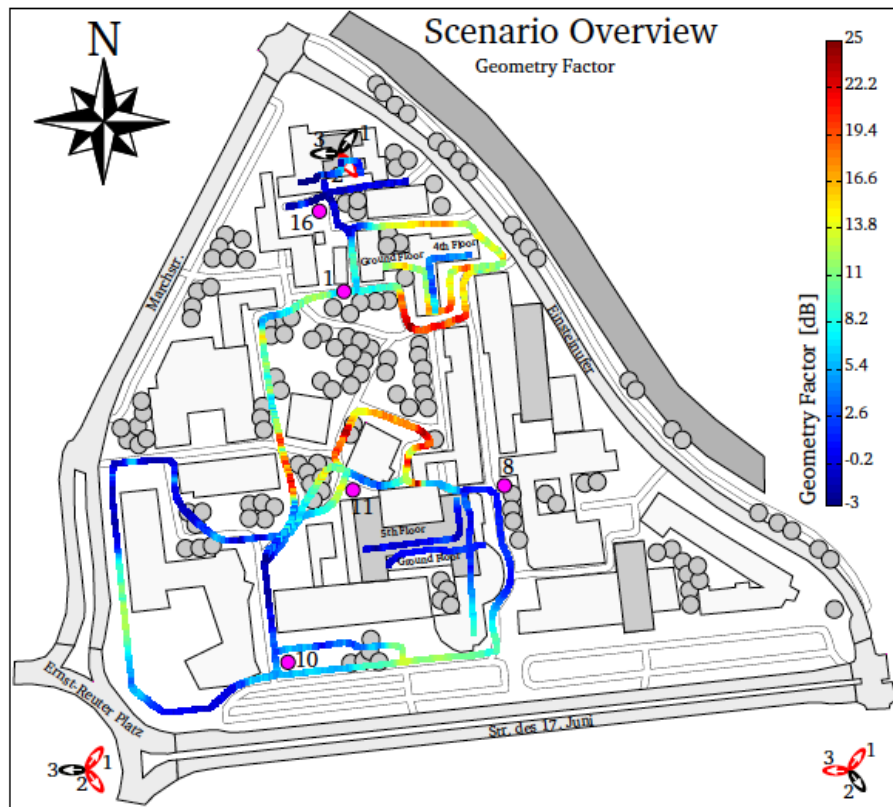 Scenario Overview
Geometry Factor
N
25
22.2
19.4
16.6
13.8
11
8.2
5.4
2.6
-0.2
-3
Geometry Factor [dB]
3
1
2
16
Ground Floor
4th Floor
1
Marchstr.
Einsteinufer
8
11
5th Floor
Ground Floor
10
Ernst-Reuter Platz
Str. des 17. Juni
3
1
2
3
1
2